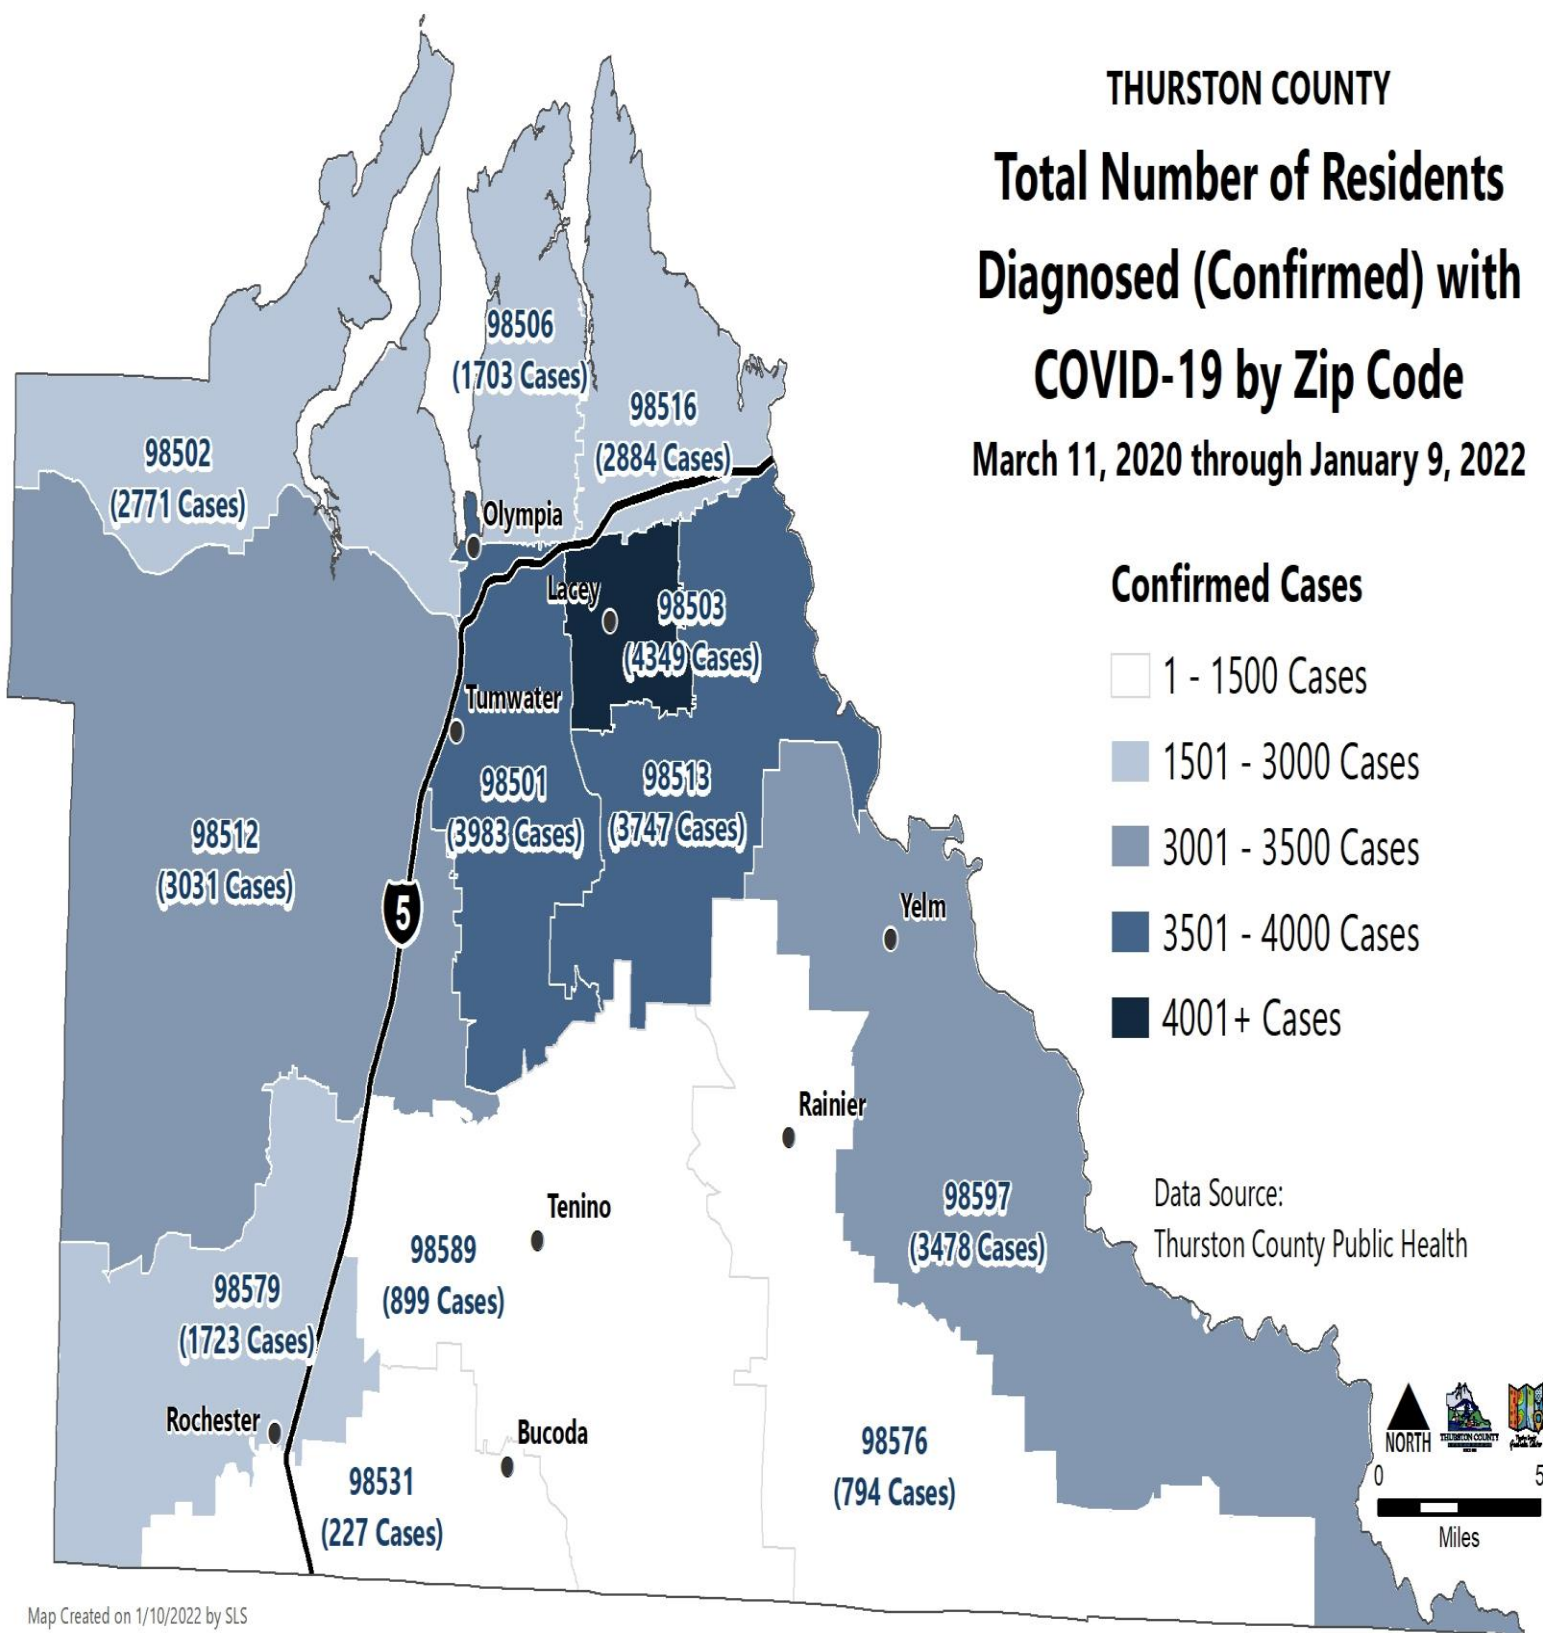 THURSTON COUNTY
Total Number of Residents
Diagnosed (Confirmed) with
COVID-19 by Zip Code
March 11, 2020 through January 9, 2022
98506
(1703 Cases)
98516
(2884 Cases)
98502
(2771 Cases)
Olympia
Lacey
98503
(4349 Cases)
Tumwater
98501
(3983 Cases)
98513
(3747 Cases)
98512
(3031 Cases)
5
Yelm
Confirmed Cases
1 - 1500 Cases
1501 - 3000 Cases
3001 - 3500 Cases
3501 - 4000 Cases
4001+ Cases
Rainier
Tenino
98589
(899 Cases)
98597
(3478 Cases)
Data Source:
Thurston County Public Health
98579
(1723 Cases)
Rochester
Bucoda
98531
(227 Cases)
98576
(794 Cases)
NORTH
THURSTON COUNTY
0 5
Miles
Map Created on 1/10/2022 by SLS